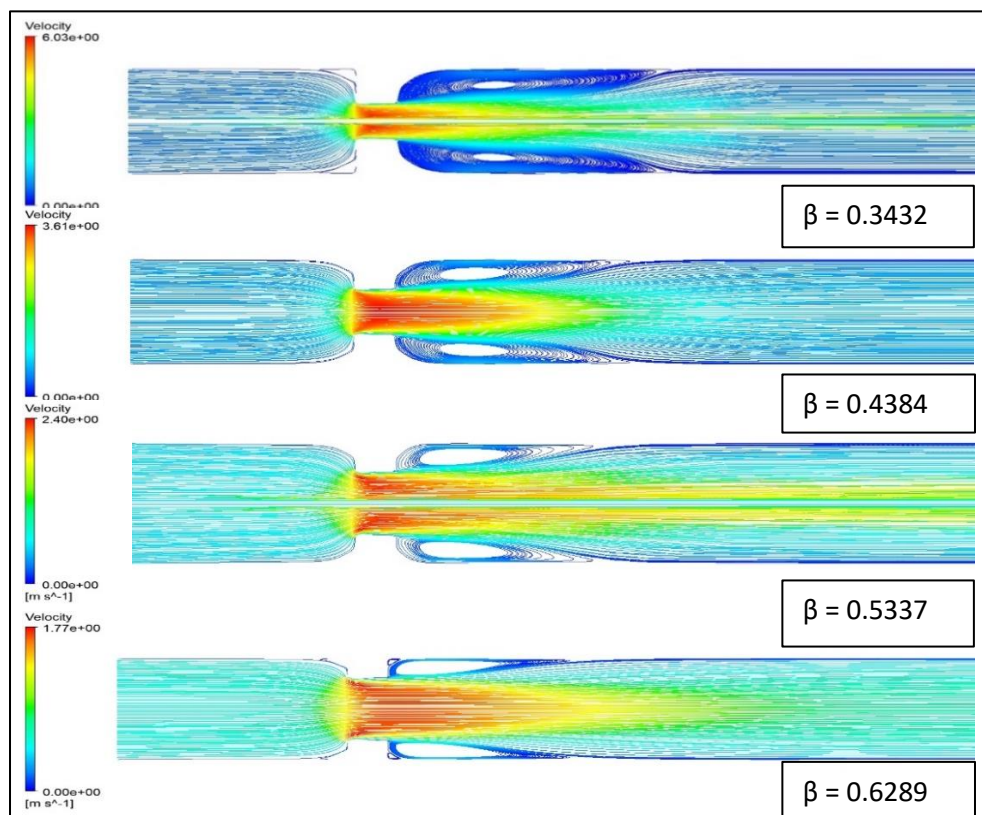 Velocity
6.03e+00
0.00e+00
β = 0.3432
Velocity
3.61e+00
0.00e+00
β = 0.4384
Velocity
2.40e+00
0.00e+00
[m s^-1]
β = 0.5337
Velocity
1.77e+00
0.00e+00
[m s^-1]
β = 0.6289